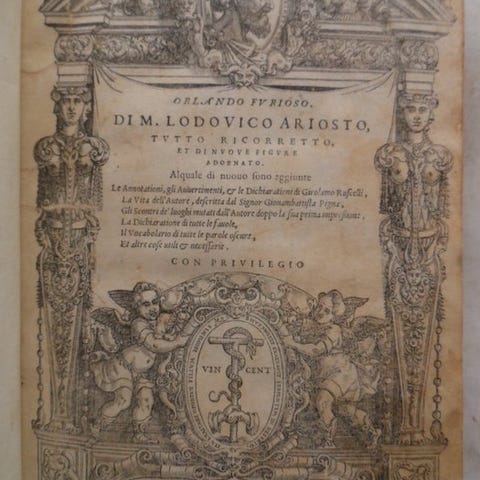 ORLANDO FVRIOSO,
DI M. LODOVICO ARIOSTO,
TVTTO RICORRETTO,
ET DI NVOVE FIGVRE
ADORNATO.
Alquale di nuouo sono aggiunte
Le Annotationi, gli Auuertimenti, & le Dichiarationi di Girolamo Ruscelli,
La Vita dell'Autore, descritta dal Signor Giouambattista Pigna,
Gli Scontri de' luoghi mutati dall'Autore doppo la sua prima impressione.
La Dichiaratione di tutte le fauole,
Il Vocabolario di tutte le parole oscure,
Et altre cose utili & necessarie.
CON PRIVILEGIO
VIN CENT